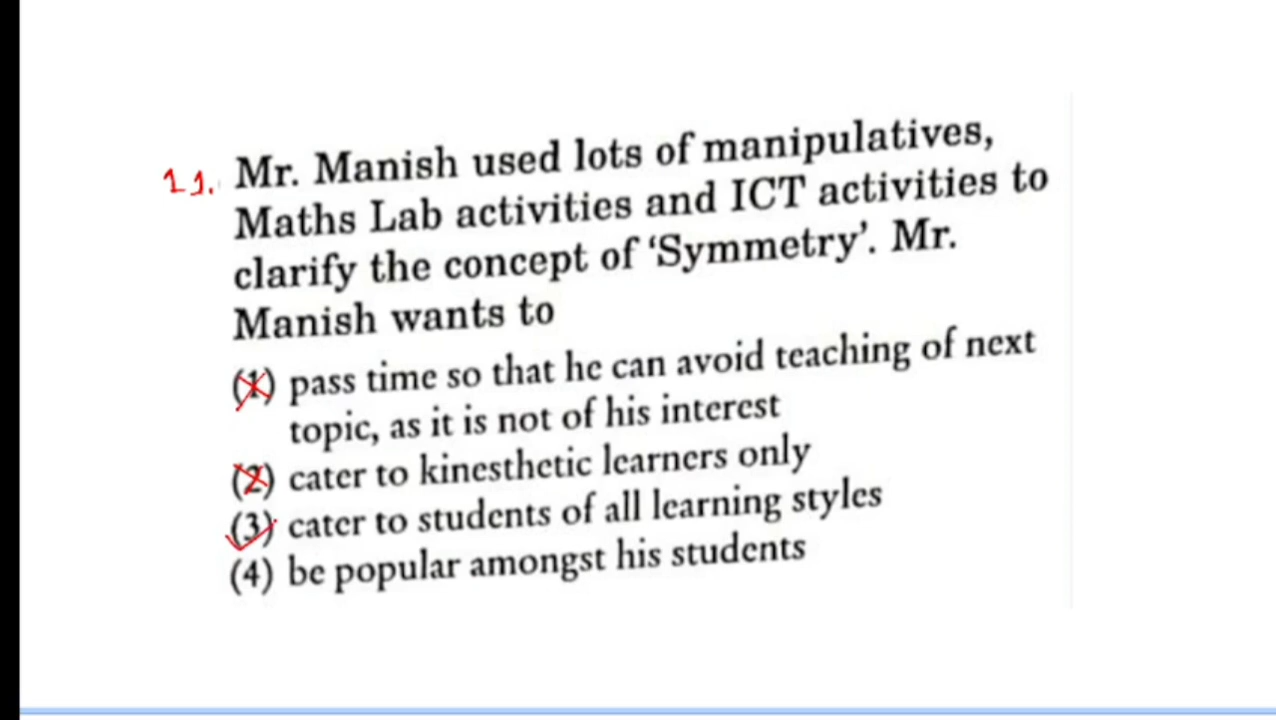 11. Mr. Manish used lots of manipulatives,
Maths Lab activities and ICT activities to
clarify the concept of ‘Symmetry’. Mr.
Manish wants to
(1) pass time so that he can avoid teaching of next
topic, as it is not of his interest
(2) cater to kinesthetic learners only
(3) cater to students of all learning styles
(4) be popular amongst his students